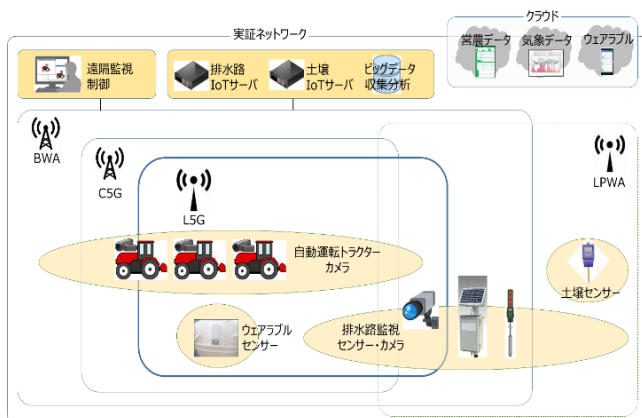 クラウド
実証ネットワーク
営農データ
気象データ
ウェアラブル
遠隔監視
制御
排水路
IoTサーバ
土壌
IoTサーバ
ビッグデータ
収集分析
BWA
C5G
L5G
LPWA
自動運転トラクター
カメラ
土壌センサー
ウェアラブル
センサー
排水路監視
センサー・カメラ